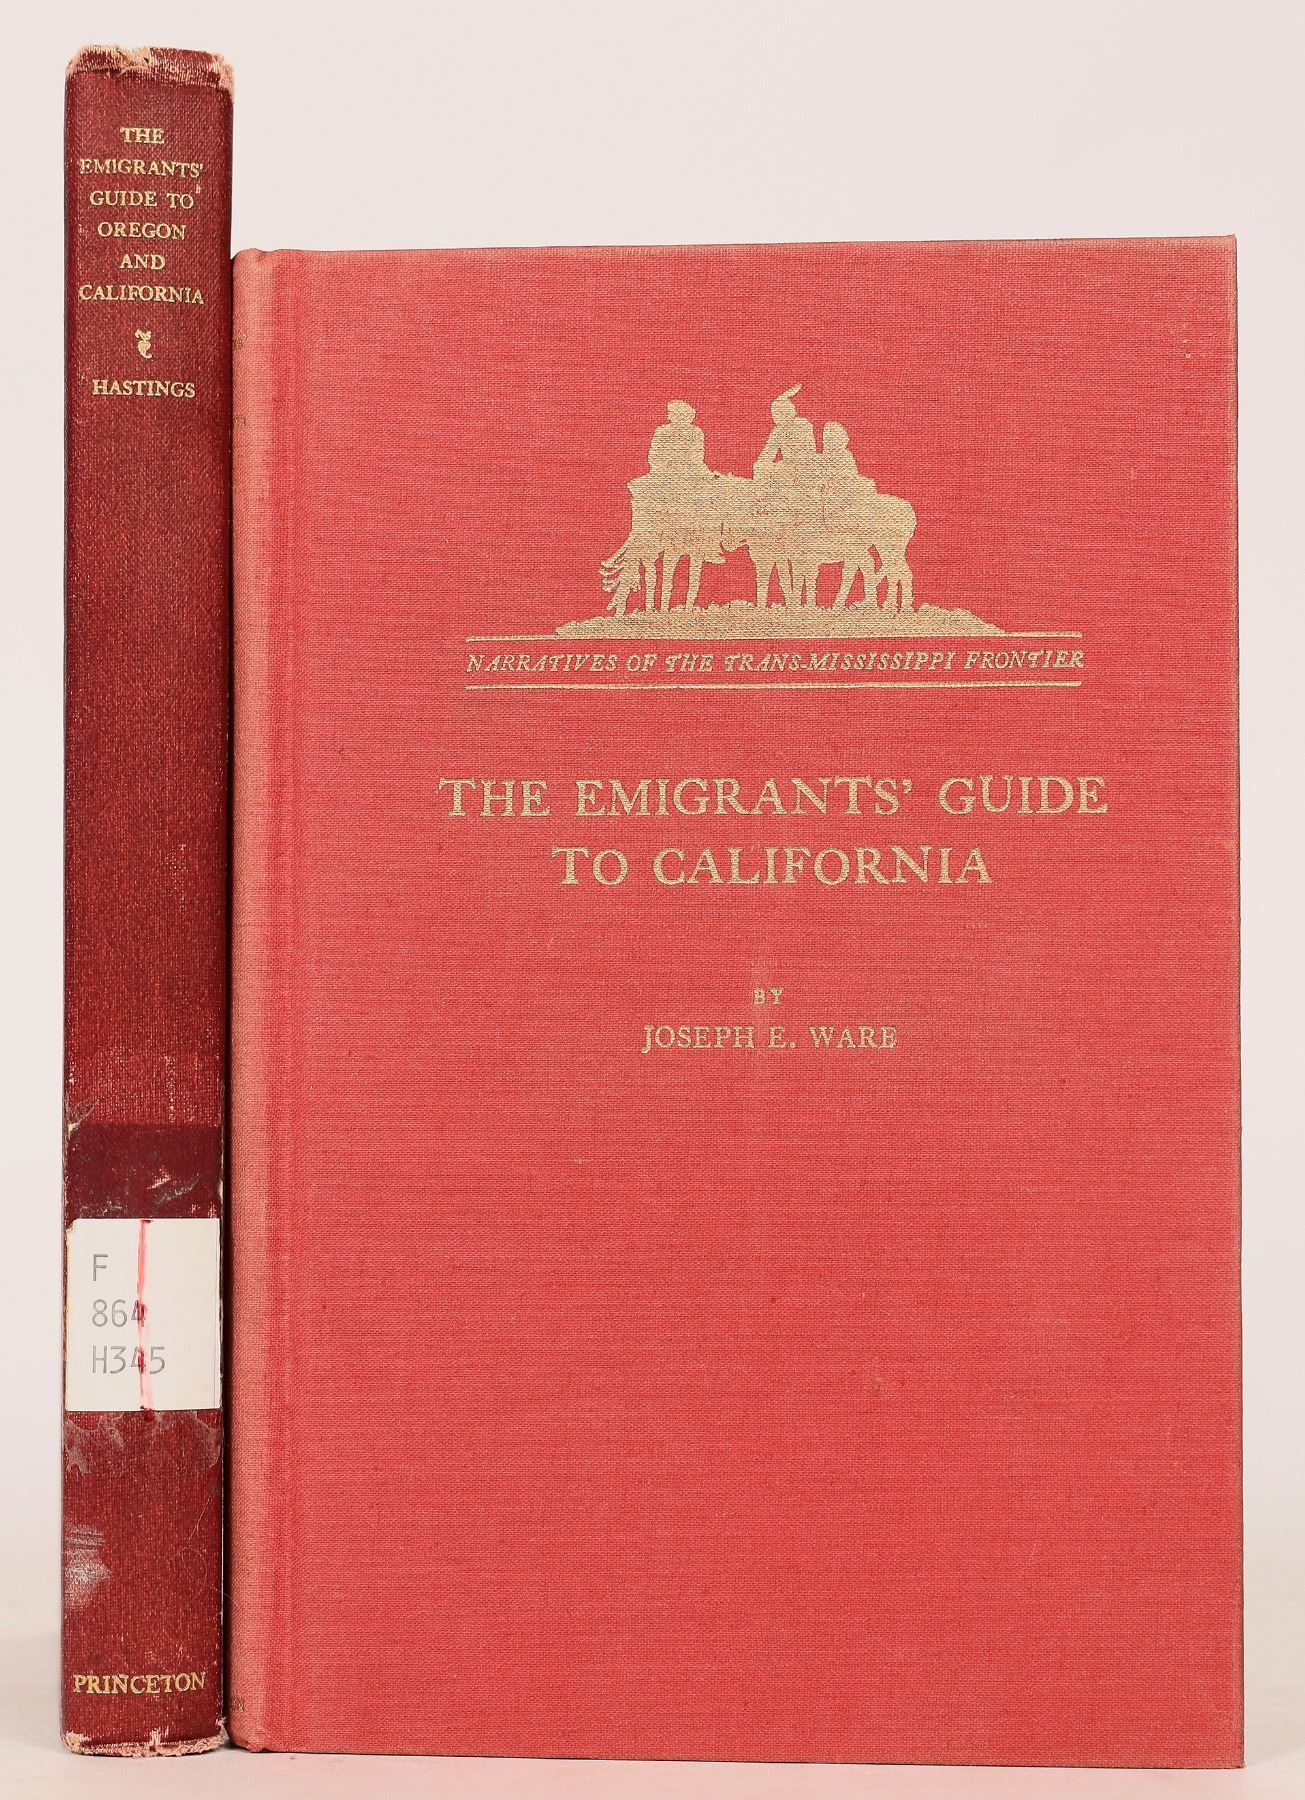 THE
EMIGRANTS'
GUIDE TO
OREGON
AND
CALIFORNIA
HASTINGS
F
864
H345
PRINCETON
NARRATIVES OF THE TRANS-MISSISSIPPI FRONTIER
THE EMIGRANTS' GUIDE
TO CALIFORNIA
BY
JOSEPH E. WARE